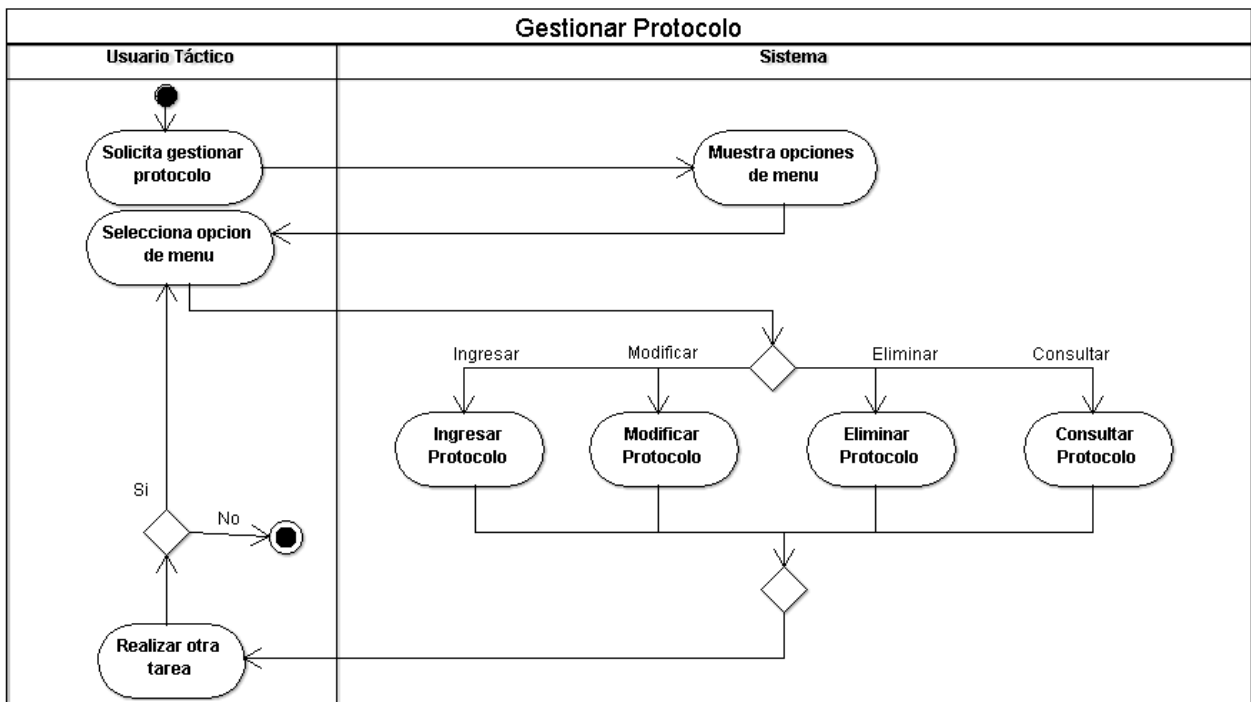 Gestionar Protocolo
Usuario Táctico
Sistema
Solicita gestionar
protocolo
Muestra opciones
de menu
Selecciona opcion
de menu
Ingresar
Modificar
Eliminar
Consultar
Ingresar
Protocolo
Modificar
Protocolo
Eliminar
Protocolo
Consultar
Protocolo
Si
No
Realizar otra
tarea